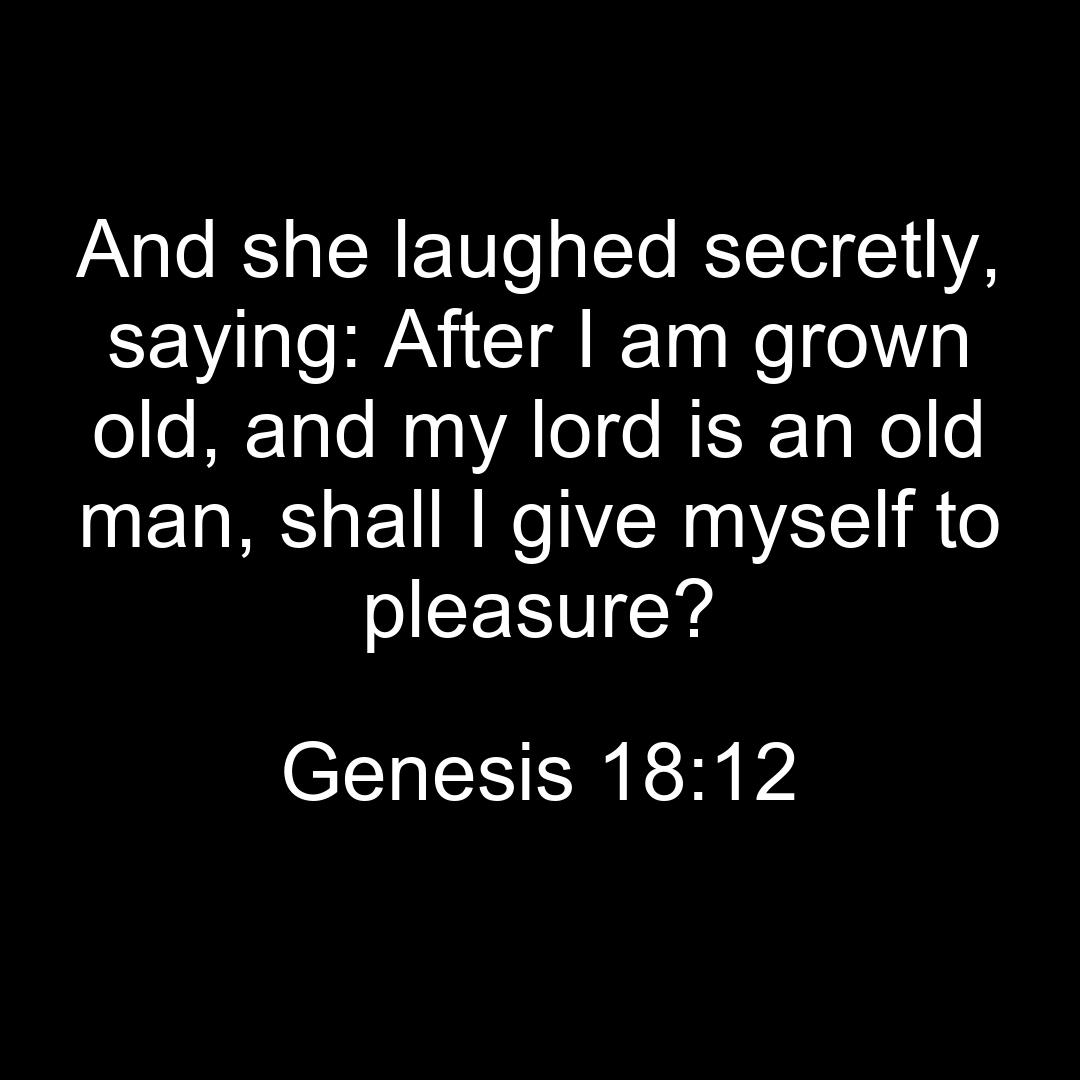 And she laughed secretly,
saying: After I am grown
old, and my lord is an old
man, shall I give myself to
pleasure?
Genesis 18:12